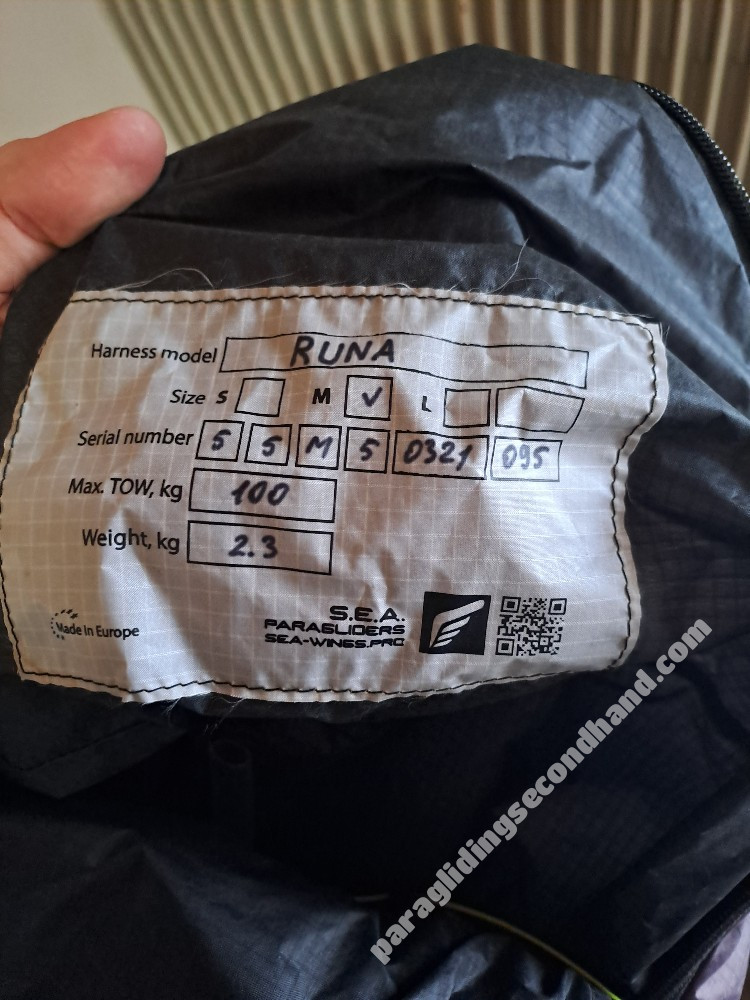 Harness model RUNA
Size S M V L
Serial number 5 5 M 5 0321 095
Max. TOW, kg 100
Weight, kg 2.3
Made in Europe
S.E.A.
PARAGLIDERS
SEA-WINGS.PRO
paraglidingsecondhand.com